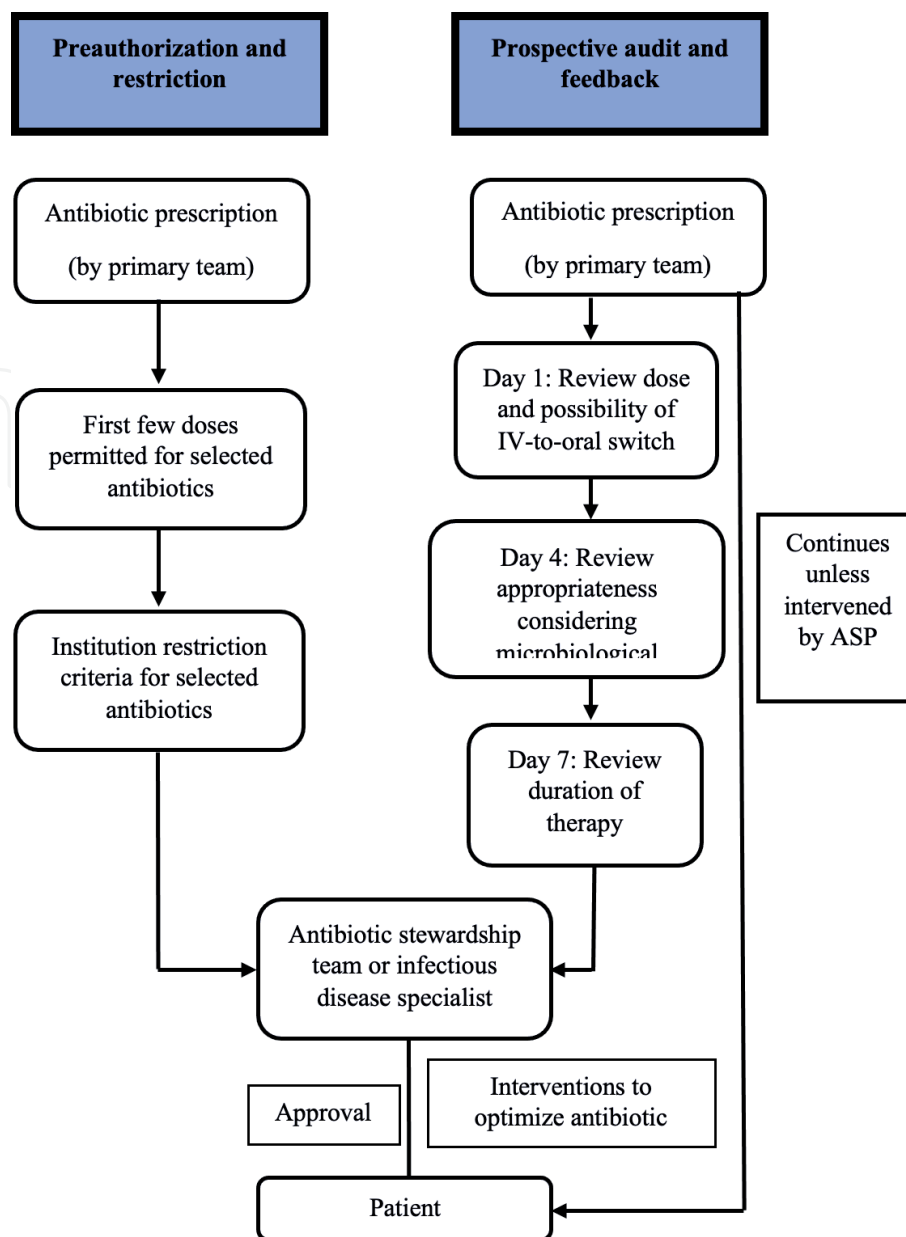 Preauthorization and
restriction
Prospective audit and
feedback
Antibiotic prescription
(by primary team)
First few doses
permitted for selected
antibiotics
Institution restriction
criteria for selected
antibiotics
Antibiotic prescription
(by primary team)
Day 1: Review dose
and possibility of
IV-to-oral switch
Day 4: Review
appropriateness
considering
microbiological
Day 7: Review
duration of
therapy
Continues
unless
intervened
by ASP
Antibiotic stewardship
team or infectious
disease specialist
Approval
Interventions to
optimize antibiotic
Patient